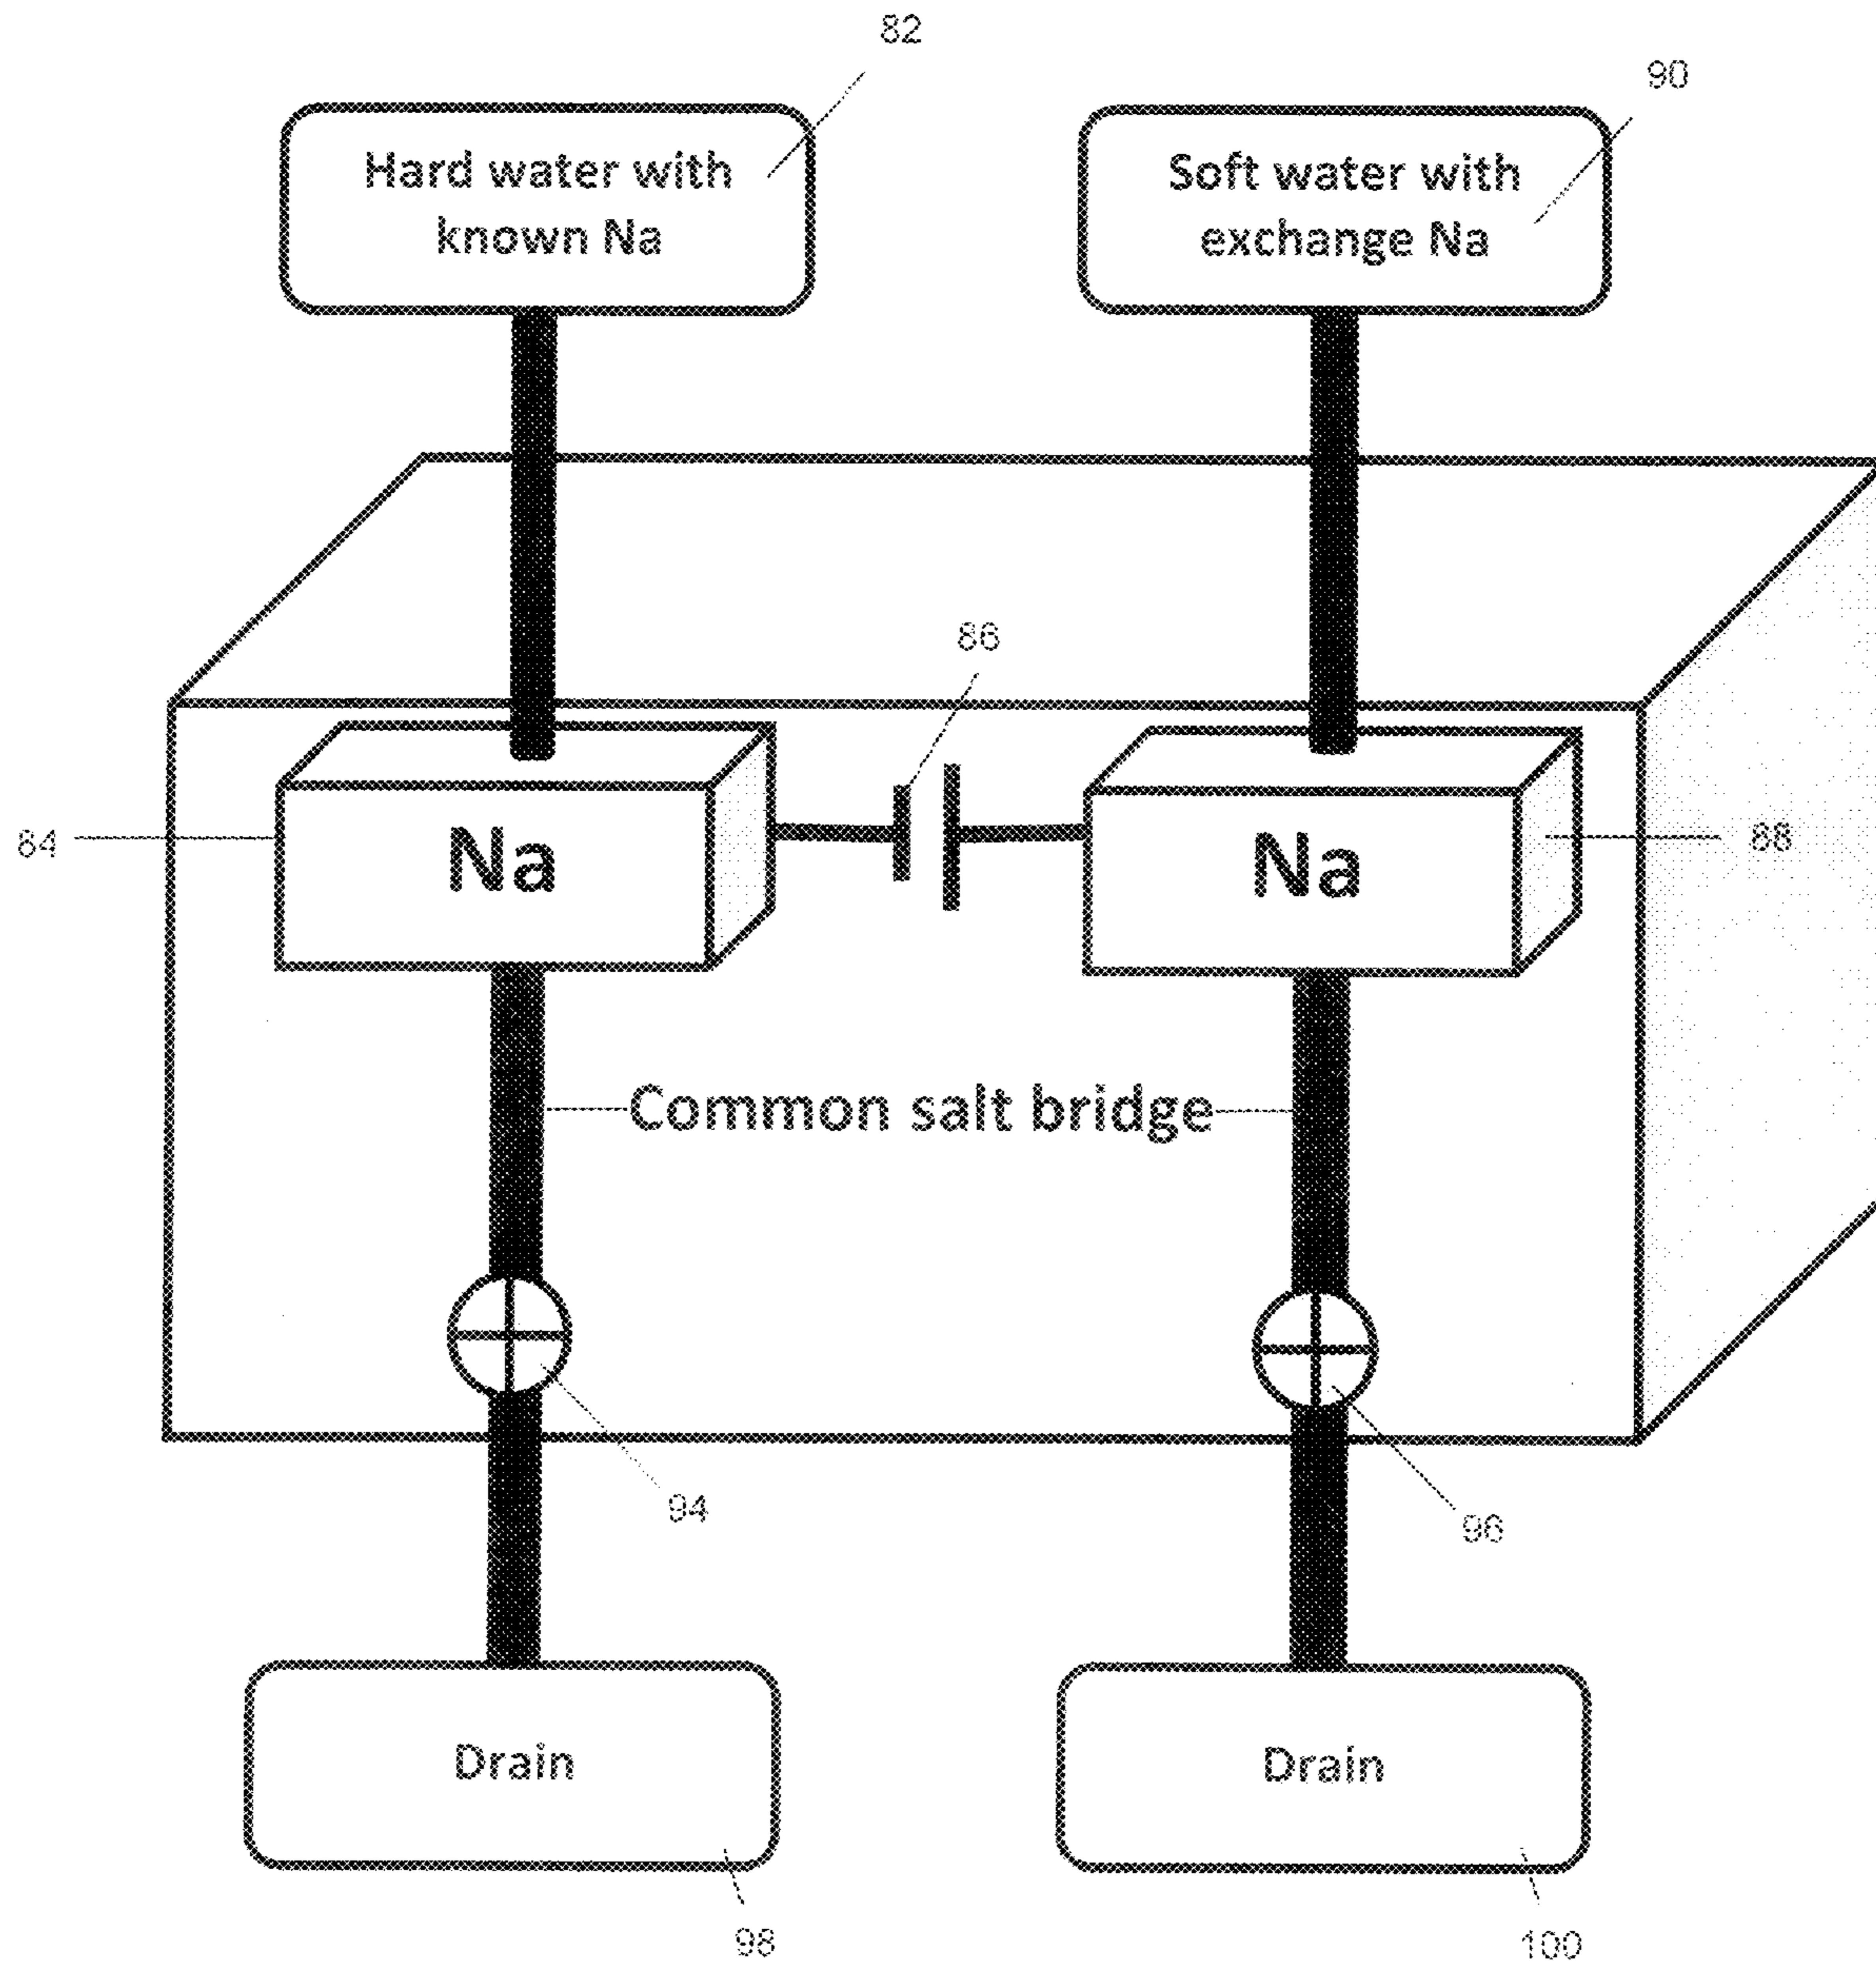 82
90
Hard water with
known Na
Soft water with
exchange Na
86
84
Na
Na
88
Common salt bridge
94
96
Drain
Drain
98
100